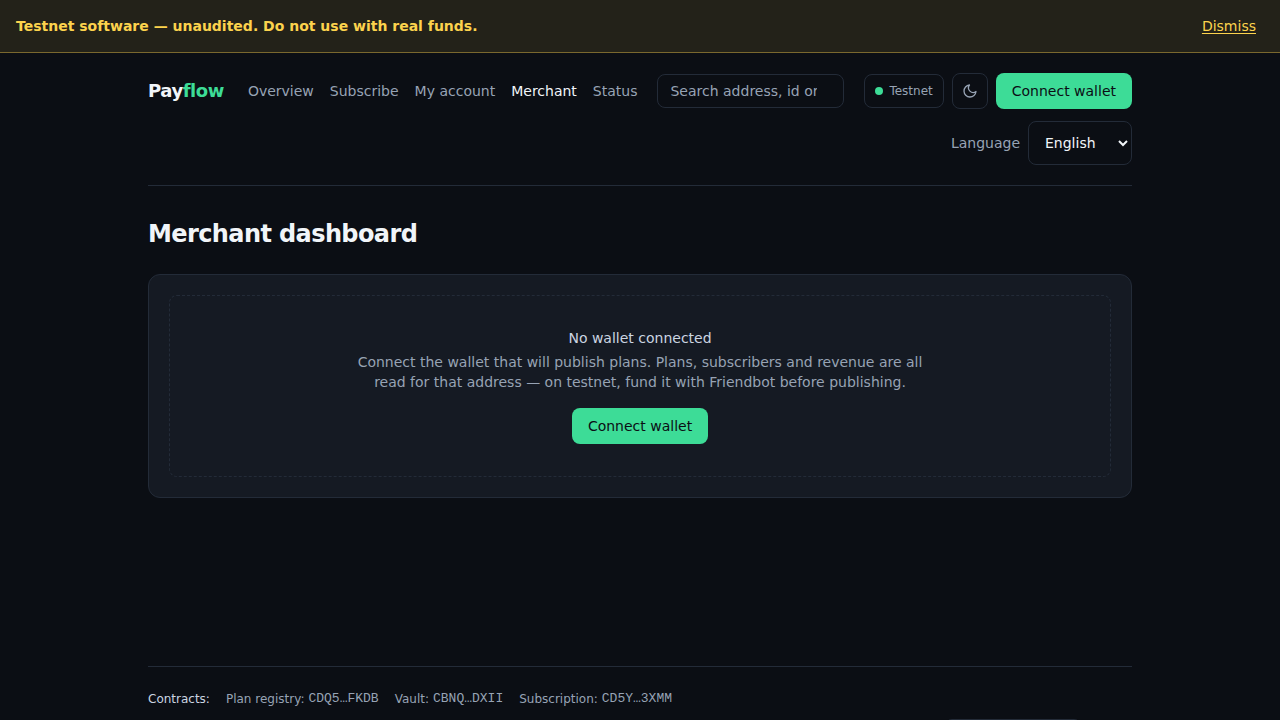 Testnet software — unaudited. Do not use with real funds.
Dismiss
Payflow
Overview
Subscribe
My account
Merchant
Status
Search address, id or
Testnet
Connect wallet
Language
English
Merchant dashboard
No wallet connected
Connect the wallet that will publish plans. Plans, subscribers and revenue are all
read for that address — on testnet, fund it with Friendbot before publishing.
Connect wallet
Contracts: Plan registry: CDQ5…FKDB Vault: CBNQ…DXII Subscription: CD5Y…3XMM